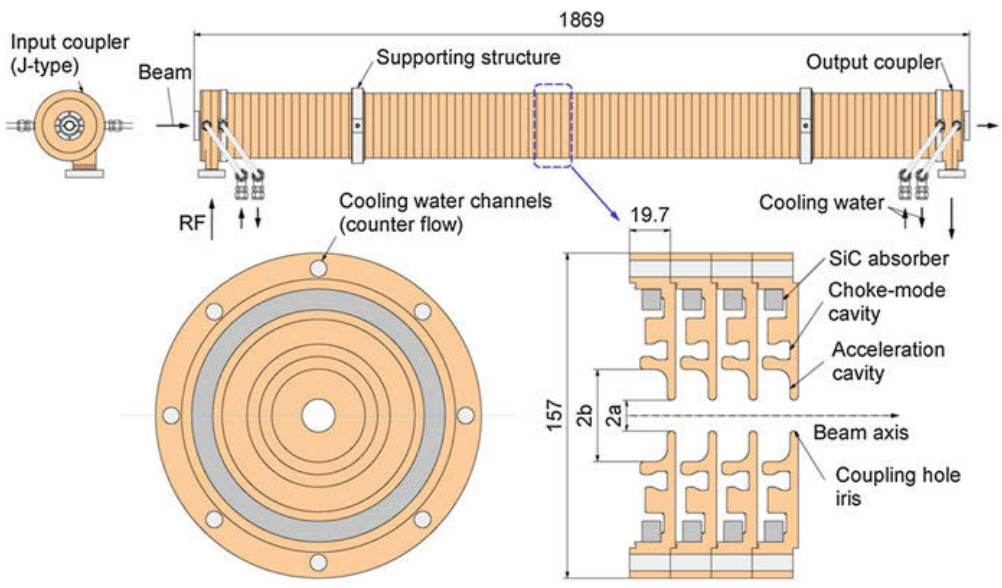 1869
Input coupler
(J-type)
Beam
Supporting structure
Output coupler
RF
Cooling water channels
(counter flow)
Cooling water
19.7
SiC absorber
Choke-mode
cavity
Acceleration
cavity
157
2b
2a
Beam axis
Coupling hole
iris